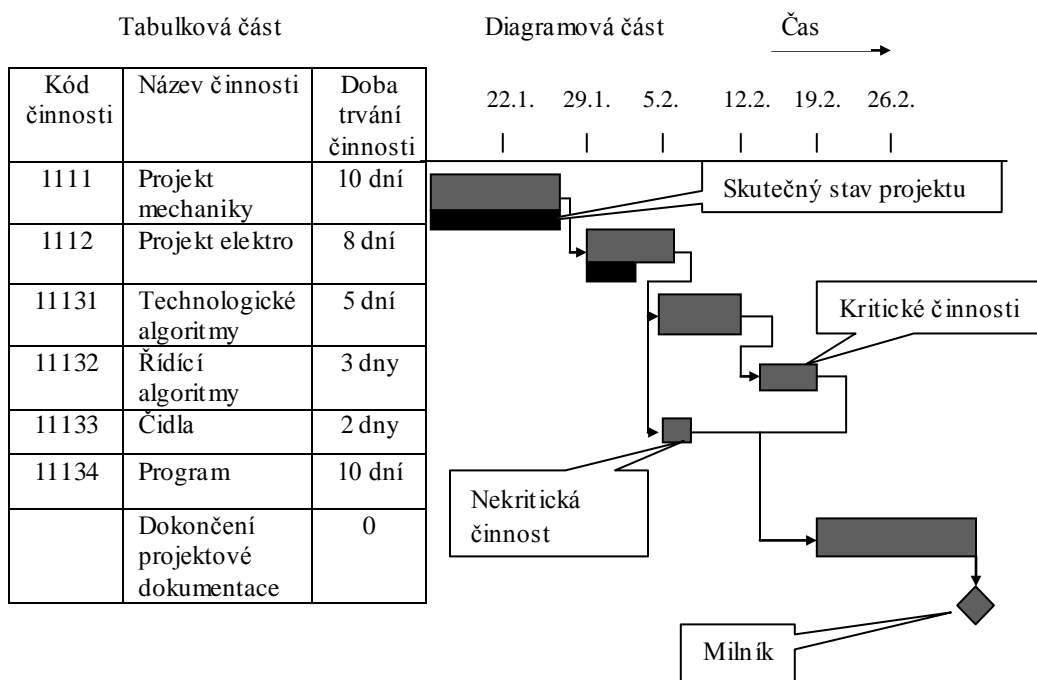 Tabulková část
Diagramová část
Čas
Kód
činnosti
Název činnosti
Doba
trvání
činnosti
22.1.
29.1.
5.2.
12.2.
19.2.
26.2.
1111
Projekt
mechaniky
10 dní
Skutečný stav projektu
1112
Projekt elektro
8 dní
11131
Technologické
algoritmy
5 dní
Kritické činnosti
11132
Řídící
algoritmy
3 dny
11133
Čidla
2 dny
11134
Program
10 dní
Nekritická
činnost
Dokončení
projektové
dokumentace
0
Milník